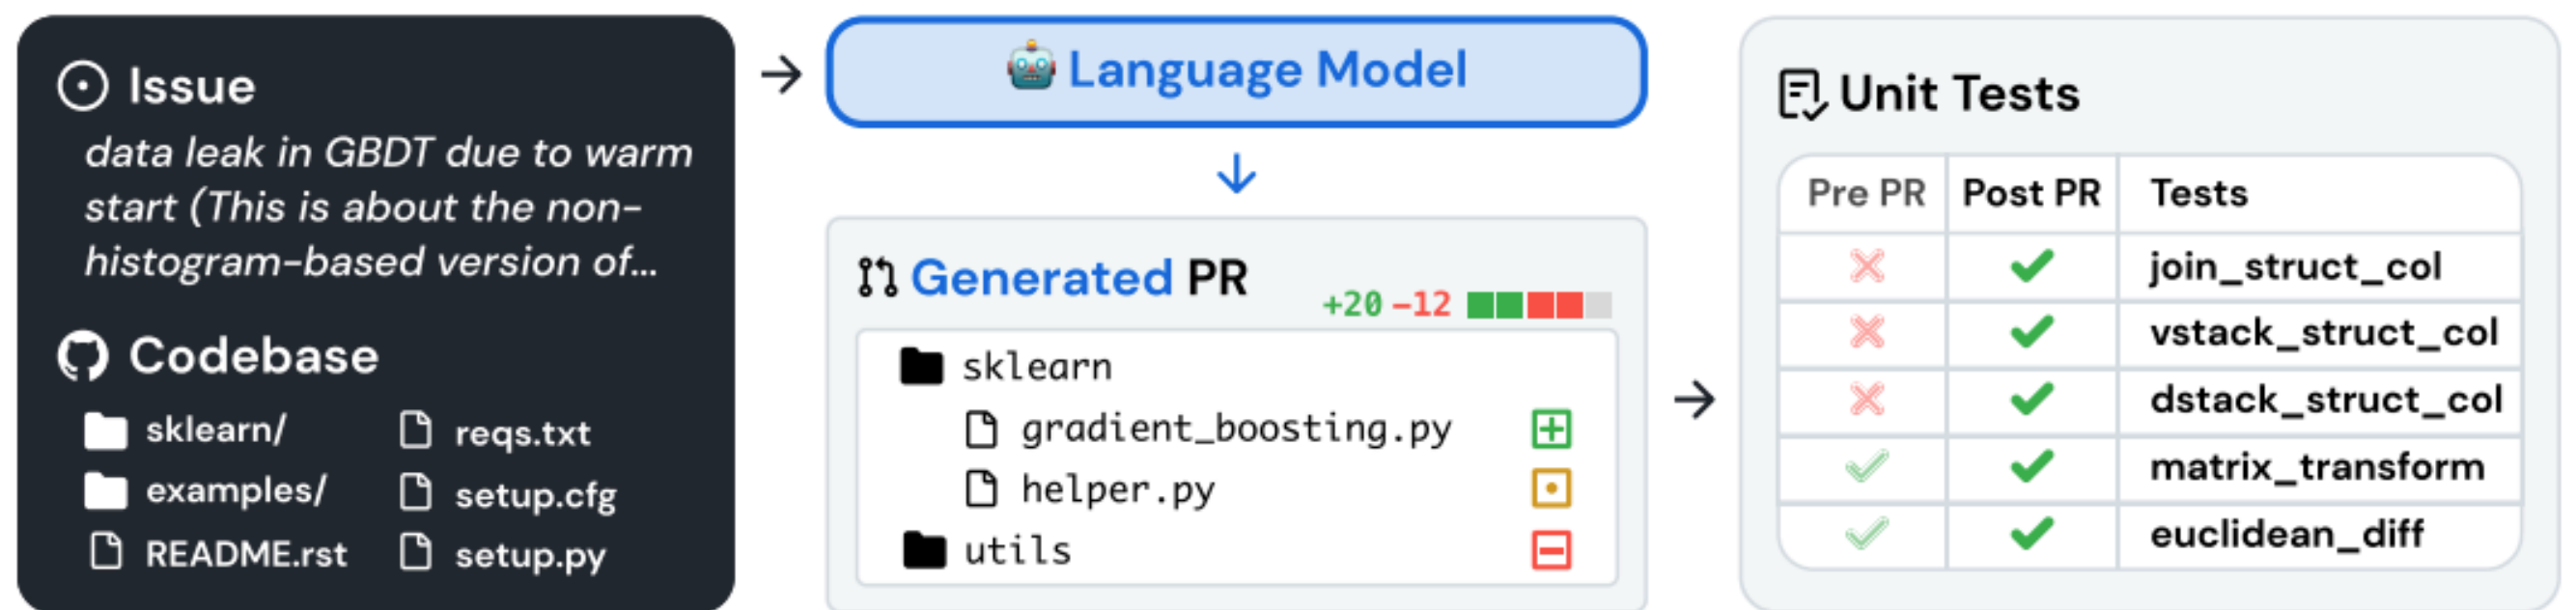 Issue
data leak in GBDT due to warm
start (This is about the non-
histogram-based version of...
Codebase
sklearn/
reqs.txt
examples/
setup.cfg
README.rst
setup.py
Language Model
Generated PR
+20 -12
sklearn
gradient_boosting.py
helper.py
utils
Unit Tests
Pre PR Post PR Tests
join_struct_col
vstack_struct_col
dstack_struct_col
matrix_transform
euclidean_diff